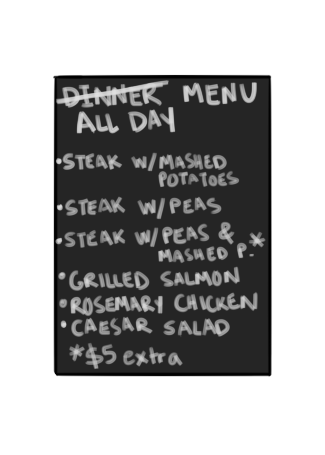 DINNER MENU
ALL DAY
•STEAK W/MASHED
POTATOES
•STEAK W/PEAS
•STEAK W/PEAS &
MASHED P.*
•GRILLED SALMON
•ROSEMARY CHICKEN
•CAESAR SALAD
*$5 extra